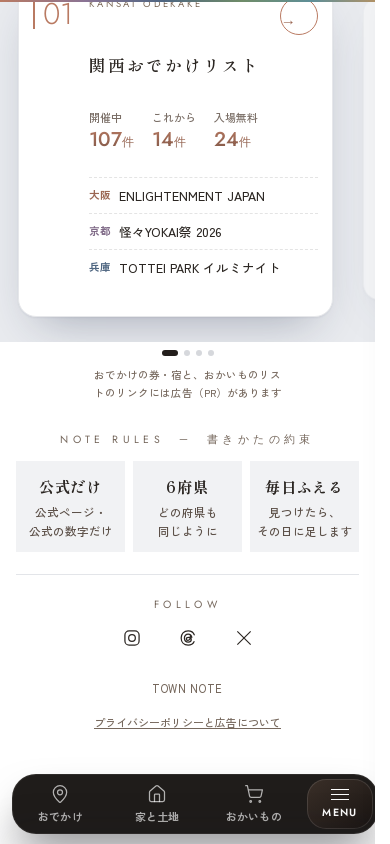 01 KANSAI ODEKAKE
→
関西おでかけリスト
開催中 これから 入場無料
107件 14件 24件
大阪 ENLIGHTENMENT JAPAN
京都 怪々YOKAI祭 2026
兵庫 TOTTEI PARK イルミナイト
おでかけの券・宿と、おかいものリス
トのリンクには広告（PR）があります
NOTE RULES — 書きかたの約束
公式だけ
公式ページ・
公式の数字だけ
6府県
どの府県も
同じように
毎日ふえる
見つけたら、
その日に足します
FOLLOW
TOWN NOTE
プライバシーポリシーと広告について
おでかけ 家と土地 おかいもの MENU